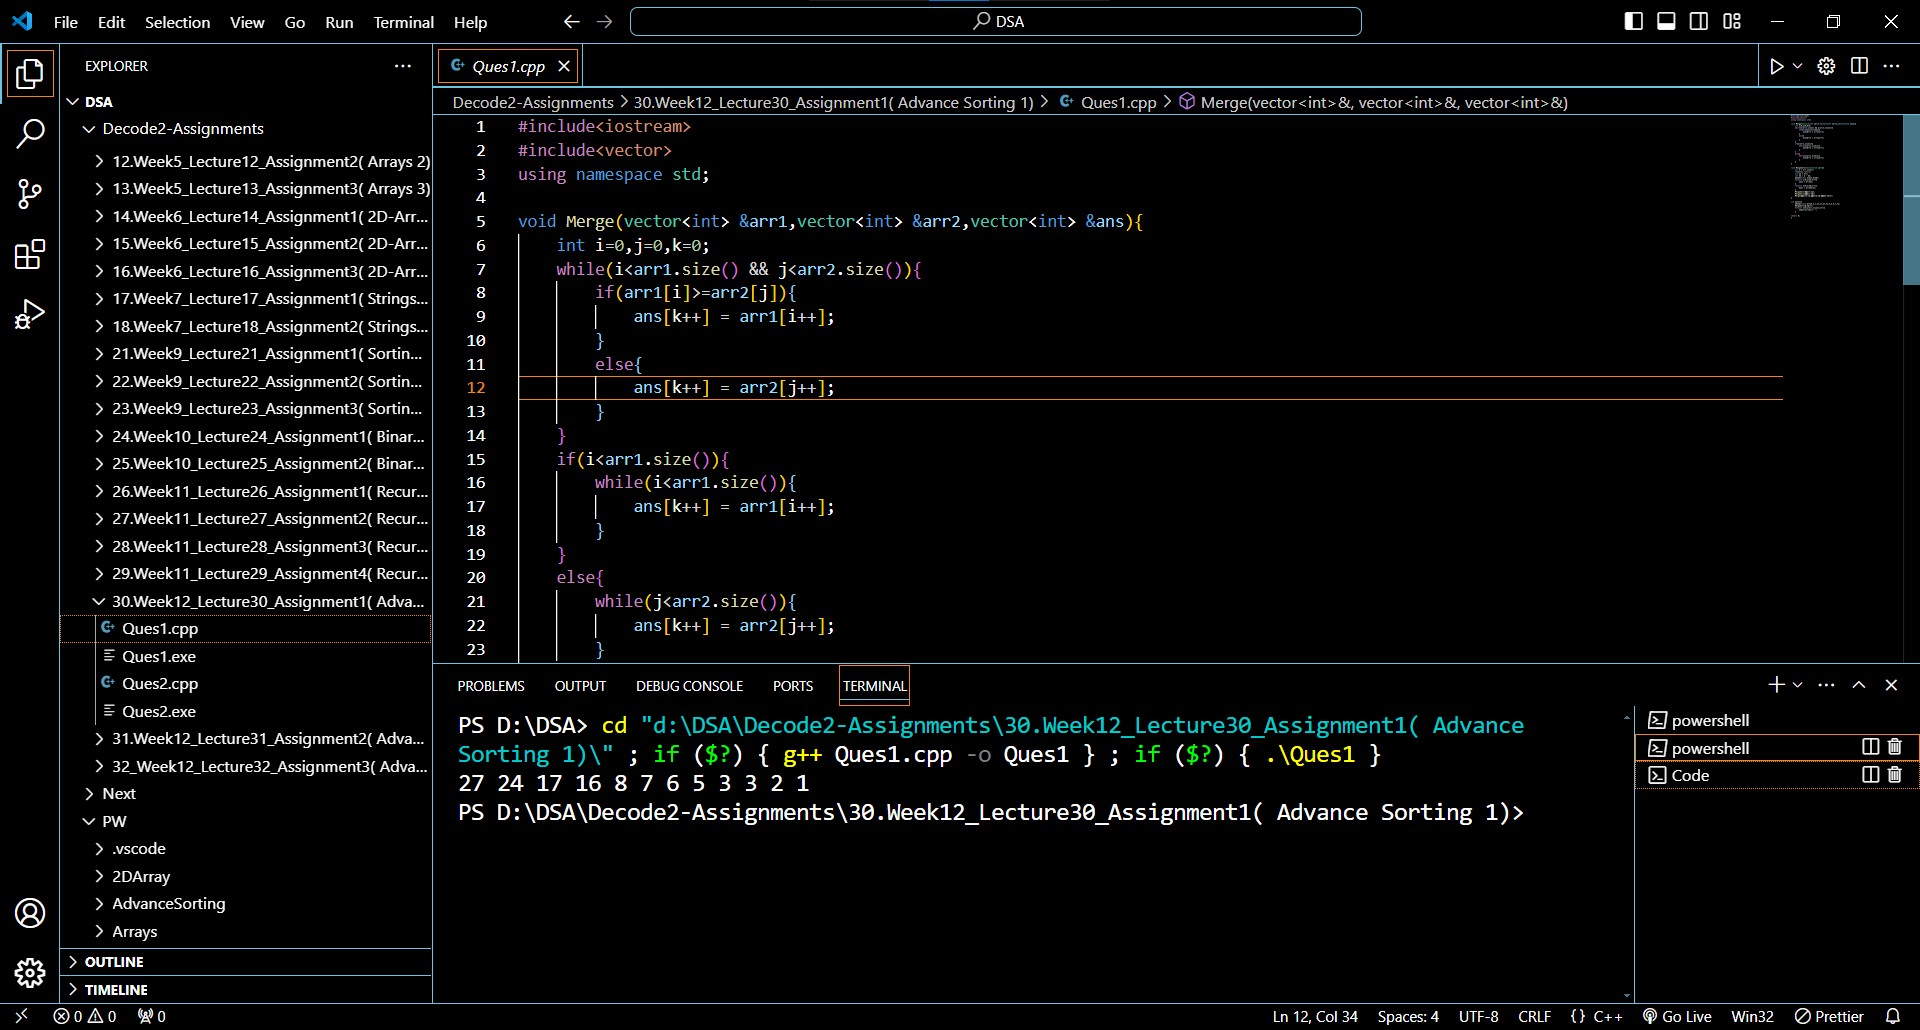 File Edit Selection View Go Run Terminal Help
DSA
EXPLORER
DSA
Decode2-Assignments
12.Week5_Lecture12_Assignment2( Arrays 2)
13.Week5_Lecture13_Assignment3( Arrays 3)
14.Week6_Lecture14_Assignment1( 2D-Arr...
15.Week6_Lecture15_Assignment2( 2D-Arr...
16.Week6_Lecture16_Assignment3( 2D-Arr...
17.Week7_Lecture17_Assignment1( Strings...
18.Week7_Lecture18_Assignment2( Strings...
21.Week9_Lecture21_Assignment1( Sortin...
22.Week9_Lecture22_Assignment2( Sortin...
23.Week9_Lecture23_Assignment3( Sortin...
24.Week10_Lecture24_Assignment1( Binar...
25.Week10_Lecture25_Assignment2( Binar...
26.Week11_Lecture26_Assignment1( Recur...
27.Week11_Lecture27_Assignment2( Recur...
28.Week11_Lecture28_Assignment3( Recur...
29.Week11_Lecture29_Assignment4( Recur...
30.Week12_Lecture30_Assignment1( Adva...
Ques1.cpp
Ques1.exe
Ques2.cpp
Ques2.exe
31.Week12_Lecture31_Assignment2( Adva...
32_Week12_Lecture32_Assignment3( Adva...
Next
PW
.vscode
2DArray
AdvanceSorting
Arrays
OUTLINE
TIMELINE
Ques1.cpp
Decode2-Assignments > 30.Week12_Lecture30_Assignment1( Advance Sorting 1) > Ques1.cpp > Merge(vector<int>&, vector<int>&, vector<int>&)
1 #include<iostream>
2 #include<vector>
3 using namespace std;
4
5 void Merge(vector<int> &arr1,vector<int> &arr2,vector<int> &ans){
6 int i=0,j=0,k=0;
7 while(i<arr1.size() && j<arr2.size()){
8 if(arr1[i]>=arr2[j]){
9 ans[k++] = arr1[i++];
10 }
11 else{
12 ans[k++] = arr2[j++];
13 }
14 }
15 if(i<arr1.size()){
16 while(i<arr1.size()){
17 ans[k++] = arr1[i++];
18 }
19 }
20 else{
21 while(j<arr2.size()){
22 ans[k++] = arr2[j++];
23 }
PROBLEMS OUTPUT DEBUG CONSOLE PORTS TERMINAL
PS D:\DSA> cd "d:\DSA\Decode2-Assignments\30.Week12_Lecture30_Assignment1( Advance
Sorting 1)\" ; if ($?) { g++ Ques1.cpp -o Ques1 } ; if ($?) { .\Ques1 }
27 24 17 16 8 7 6 5 3 3 2 1
PS D:\DSA\Decode2-Assignments\30.Week12_Lecture30_Assignment1( Advance Sorting 1)>
powershell
powershell
Code
0 0 0
Ln 12, Col 34 Spaces: 4 UTF-8 CRLF {} C++ Go Live Win32 Prettier